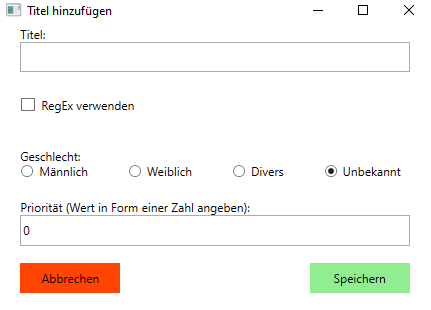 Titel hinzufügen
Titel:
RegEx verwenden
Geschlecht:
Männlich Weiblich Divers Unbekannt
Priorität (Wert in Form einer Zahl angeben):
0
Abbrechen Speichern